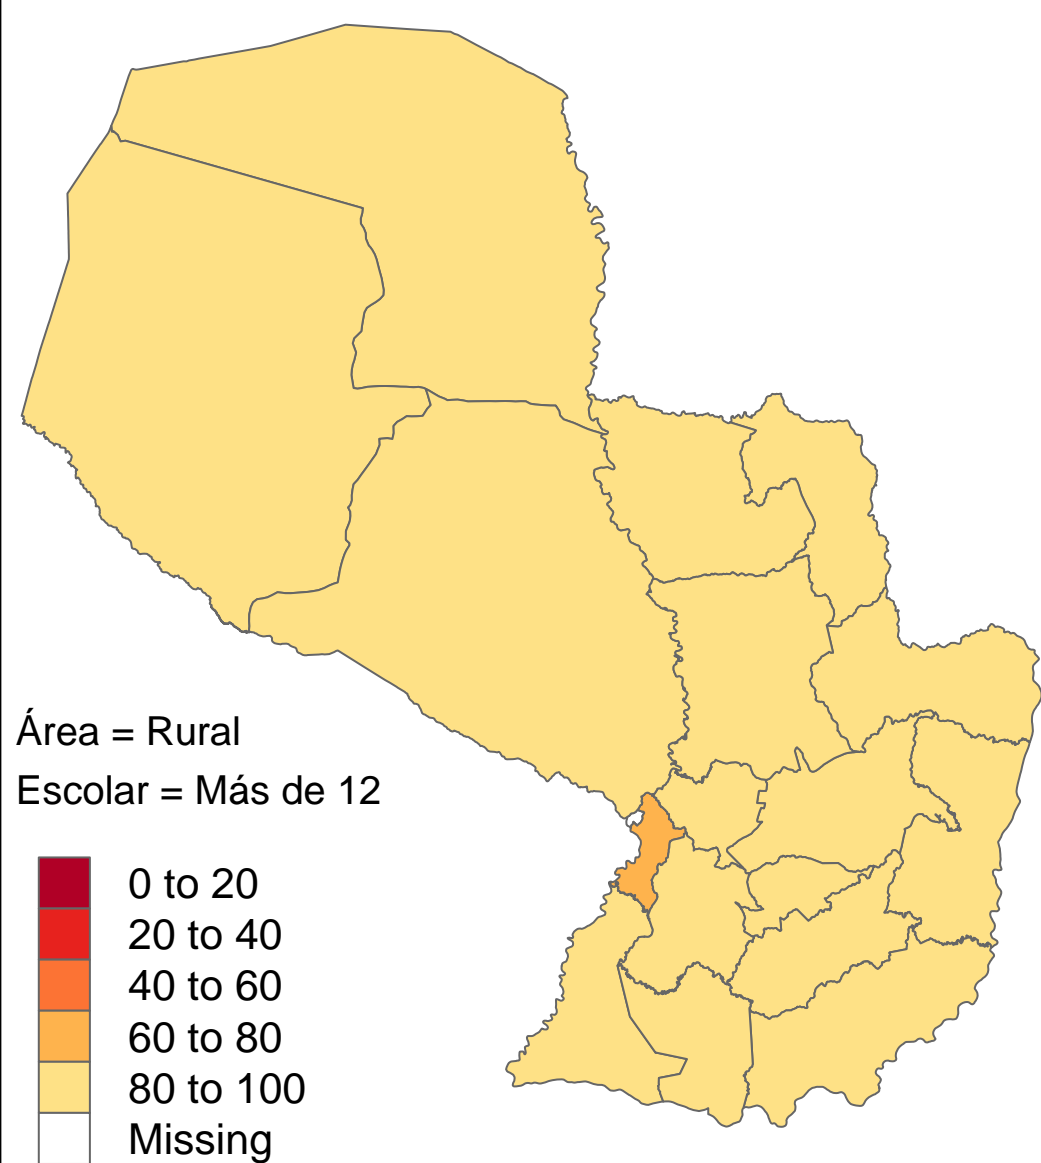 Área = Rural
Escolar = Más de 12
0 to 20
20 to 40
40 to 60
60 to 80
80 to 100
Missing